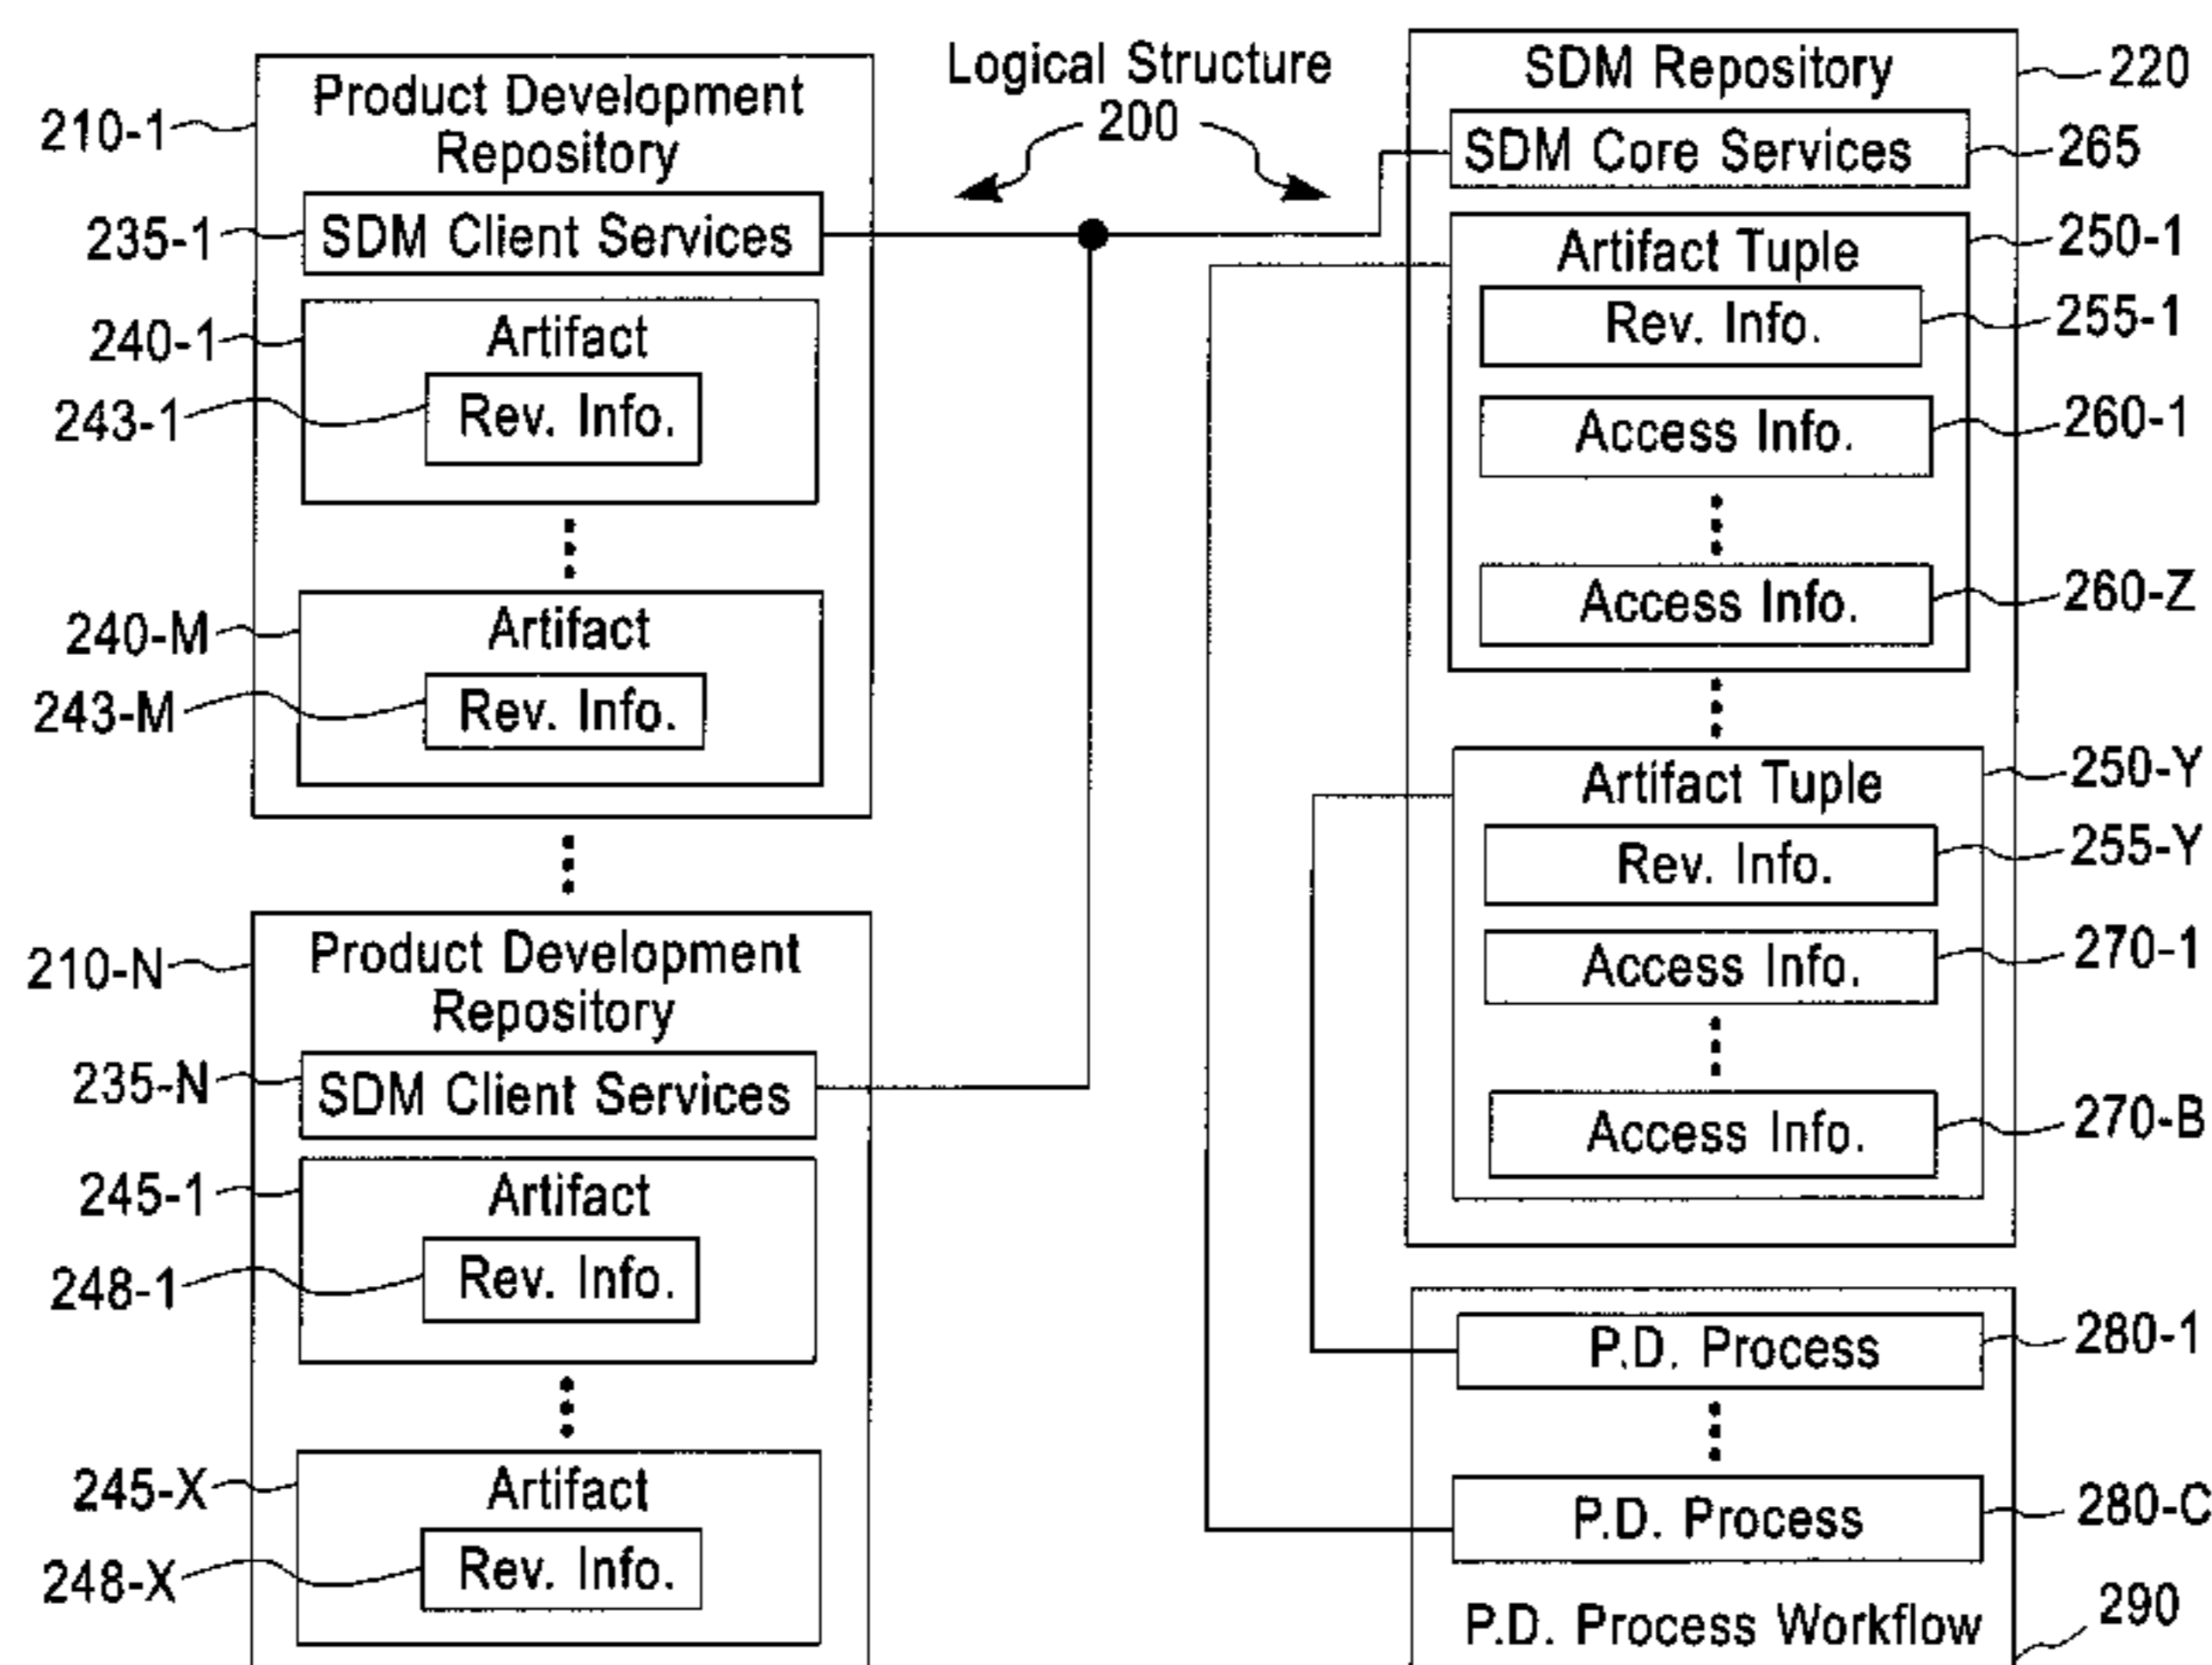 Logical Structure
200
210-1
Product Development
Repository
235-1
SDM Client Services
240-1
Artifact
243-1
Rev. Info.
240-M
Artifact
243-M
Rev. Info.
210-N
Product Development
Repository
235-N
SDM Client Services
245-1
Artifact
248-1
Rev. Info.
245-X
Artifact
248-X
Rev. Info.
SDM Repository
220
SDM Core Services
265
Artifact Tuple
250-1
Rev. Info.
255-1
Access Info.
260-1
Access Info.
260-Z
Artifact Tuple
250-Y
Rev. Info.
255-Y
Access Info.
270-1
Access Info.
270-B
P.D. Process
280-1
P.D. Process
280-C
P.D. Process Workflow
290